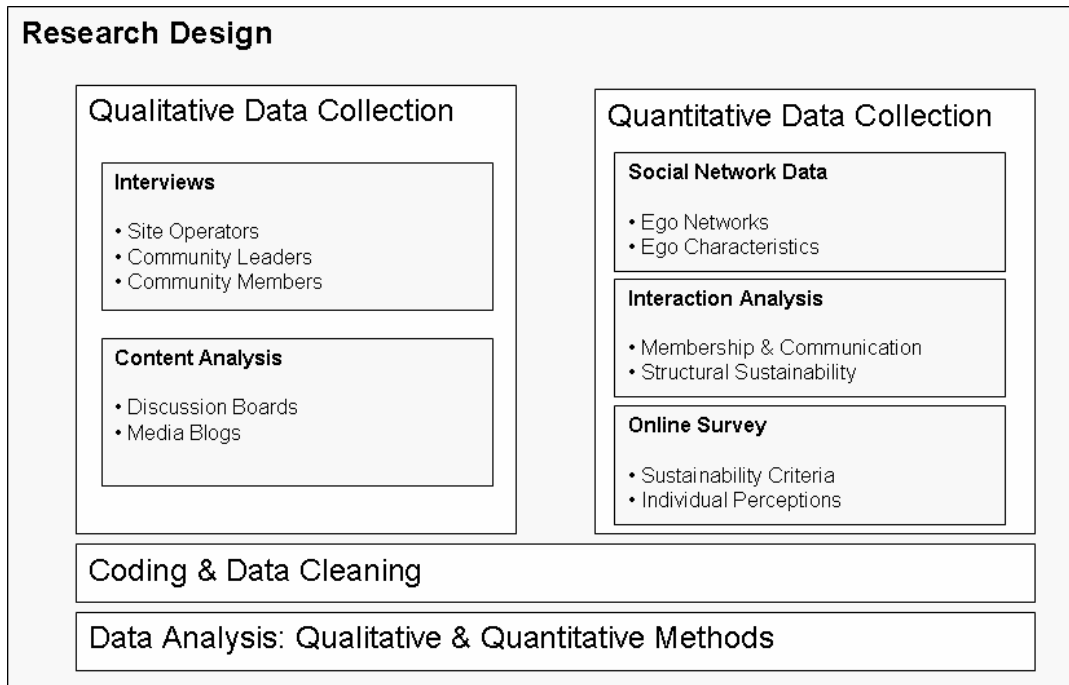 Research Design
Qualitative Data Collection
Interviews
• Site Operators
• Community Leaders
• Community Members
Content Analysis
• Discussion Boards
• Media Blogs
Quantitative Data Collection
Social Network Data
• Ego Networks
• Ego Characteristics
Interaction Analysis
• Membership & Communication
• Structural Sustainability
Online Survey
• Sustainability Criteria
• Individual Perceptions
Coding & Data Cleaning
Data Analysis: Qualitative & Quantitative Methods